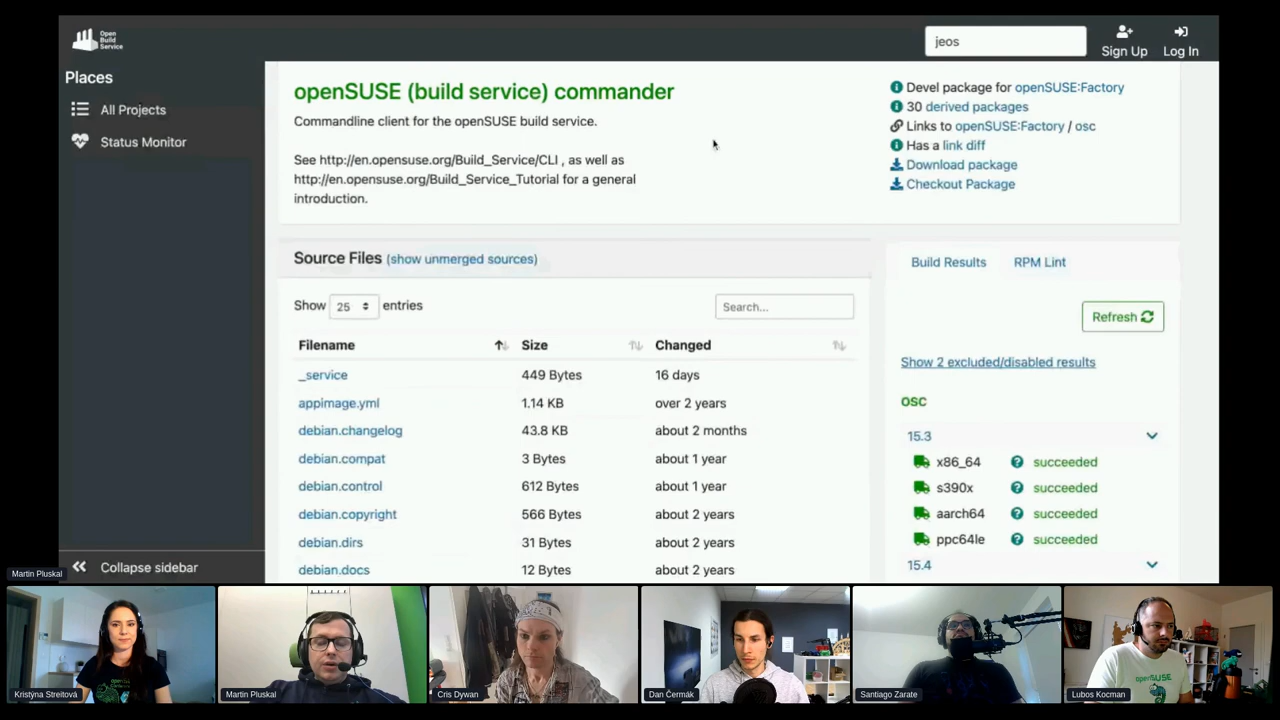 Open
Build
Service
jeos
Sign Up
Log In
Places
All Projects
Status Monitor
Collapse sidebar
openSUSE (build service) commander
Commandline client for the openSUSE build service.
See http://en.opensuse.org/Build_Service/CLI , as well as
http://en.opensuse.org/Build_Service_Tutorial for a general
introduction.
Devel package for openSUSE:Factory
30 derived packages
Links to openSUSE:Factory / osc
Has a link diff
Download package
Checkout Package
Source Files (show unmerged sources)
Show 25 entries
Search...
Filename Size Changed
_service 449 Bytes 16 days
appimage.yml 1.14 KB over 2 years
debian.changelog 43.8 KB about 2 months
debian.compat 3 Bytes about 1 year
debian.control 612 Bytes about 1 year
debian.copyright 566 Bytes about 2 years
debian.dirs 31 Bytes about 2 years
debian.docs 12 Bytes about 2 years
Build Results RPM Lint
Refresh
Show 2 excluded/disabled results
osc
15.3
x86_64 succeeded
s390x succeeded
aarch64 succeeded
ppc64le succeeded
15.4
Martin Pluskal
Kristýna Streitová
Martin Pluskal
Cris Dywan
Dan Čermák
Santiago Zarate
Lubos Kocman
openSUSE